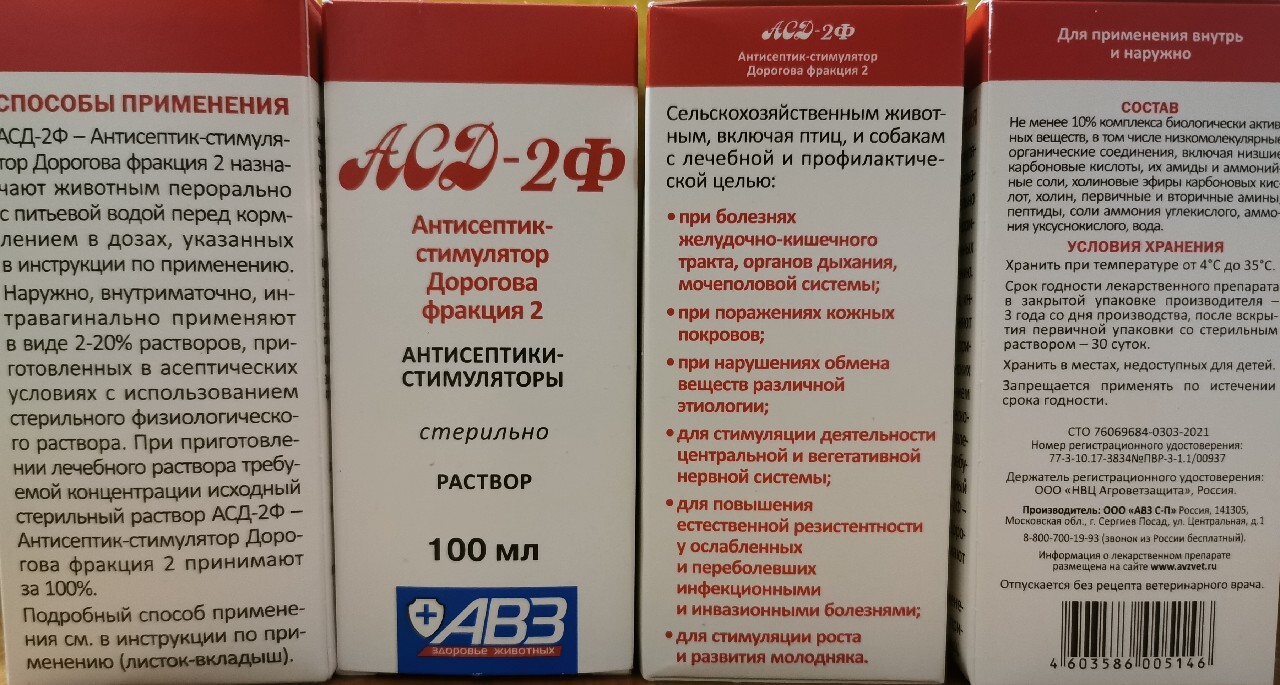 СПОСОБЫ ПРИМЕНЕНИЯ
АСД-2Ф – Антисептик-стимуля-
тор Дорогова фракция 2 назна-
чают животным перорально
с питьевой водой перед корм-
лением в дозах, указанных
в инструкции по применению.
Наружно, внутриматочно, ин-
травагинально применяют
в виде 2-20% растворов, при-
готовленных в асептических
условиях с использованием
стерильного физиологическо-
го раствора. При приготовле-
нии лечебного раствора требу-
емой концентрации исходный
стерильный раствор АСД-2Ф –
Антисептик-стимулятор Доро-
гова фракция 2 принимают
за 100%.
Подробный способ примене-
ния см. в инструкции по при-
менению (листок-вкладыш).
АСД-2Ф
Антисептик-
стимулятор
Дорогова
фракция 2
АНТИСЕПТИКИ-
СТИМУЛЯТОРЫ
стерильно
РАСТВОР
100 мл
АВЗ
ЗДОРОВЬЕ ЖИВОТНЫХ
АСД-2Ф
Антисептик-стимулятор
Дорогова фракция 2
Сельскохозяйственным живот-
ным, включая птиц, и собакам
с лечебной и профилактиче-
ской целью:
• при болезнях
желудочно-кишечного
тракта, органов дыхания,
мочеполовой системы;
• при поражениях кожных
покровов;
• при нарушениях обмена
веществ различной
этиологии;
• для стимуляции деятельности
центральной и вегетативной
нервной системы;
• для повышения
естественной резистентности
у ослабленных
и переболевших
инфекционными
и инвазионными болезнями;
• для стимуляции роста
и развития молодняка.
Для применения внутрь
и наружно
СОСТАВ
Не менее 10% комплекса биологически актив
ных веществ, в том числе низкомолекулярные
органические соединения, включая низшие
карбоновые кислоты, их амиды и аммоний-
ные соли, холиновые эфиры карбоновых кис-
лот, холин, первичные и вторичные амины,
пептиды, соли аммония углекислого, аммо-
ния уксуснокислого, вода.
УСЛОВИЯ ХРАНЕНИЯ
Хранить при температуре от 4°С до 35°С.
Срок годности лекарственного препарата
в закрытой упаковке производителя –
3 года со дня производства, после вскры-
тия первичной упаковки со стерильным
раствором – 30 суток.
Хранить в местах, недоступных для детей.
Запрещается применять по истечении
срока годности.
СТО 76069684-0303-2021
Номер регистрационного удостоверения:
77-3-10.17-3834№ПВР-3-1.1/00937
Держатель регистрационного удостоверения:
ООО «НВЦ Агроветзащита», Россия.
Производитель: ООО «АВЗ С-П» Россия, 141305,
Московская обл., г. Сергиев Посад, ул. Центральная, д.1
8-800-700-19-93 (звонок из России бесплатный).
Информация о лекарственном препарате
размещена на сайте www.avzvet.ru
Отпускается без рецепта ветеринарного врача.
4 603586 005146